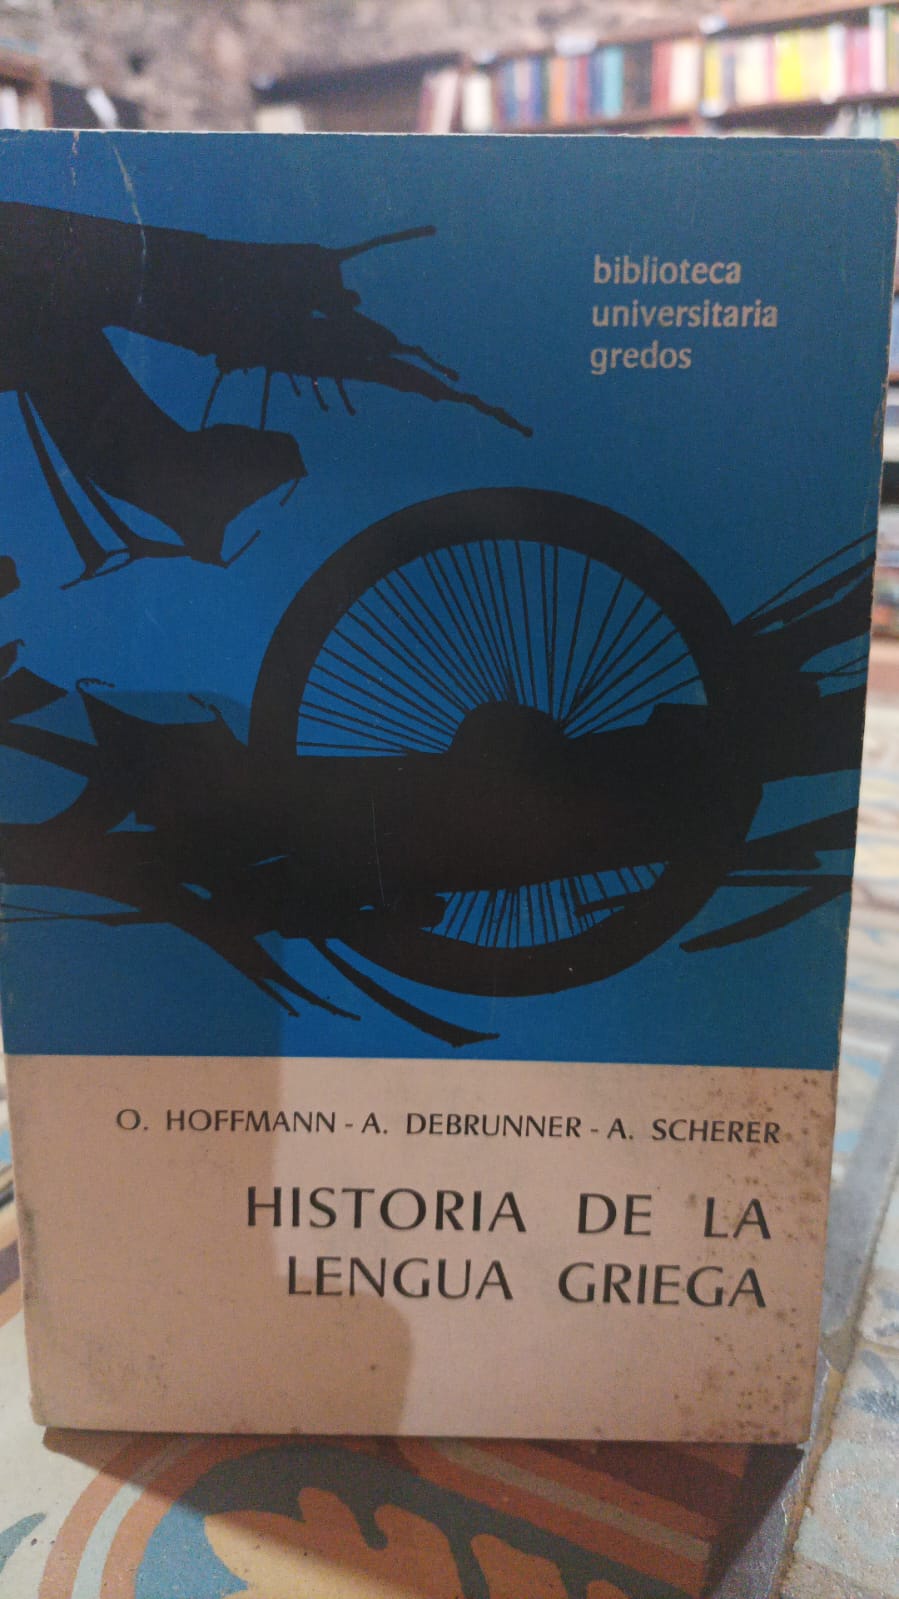 biblioteca
universitaria
gredos
O. HOFFMANN - A. DEBRUNNER - A. SCHERER
HISTORIA DE LA
LENGUA GRIEGA